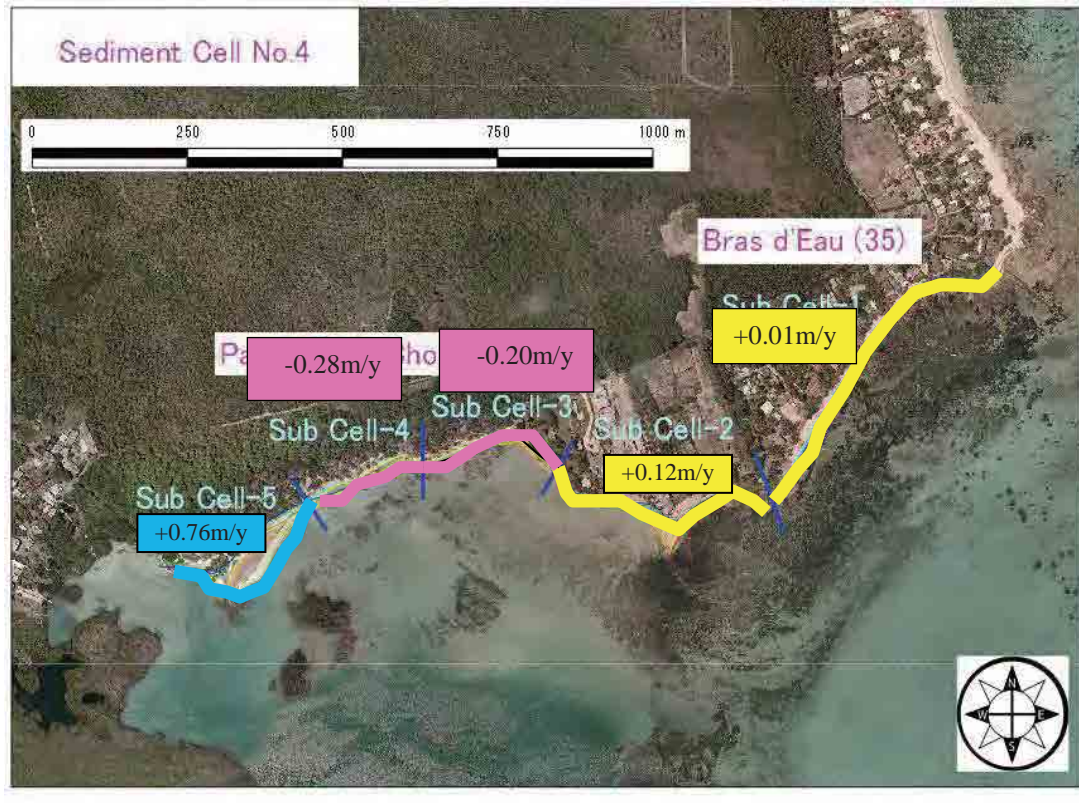 Sediment Cell No.4
0 250 500 750 1000 m
Bras d'Eau (35)
Sub Cell-1
+0.01m/y
-0.28m/y
-0.20m/y
Sub Cell-3
Sub Cell-4
Sub Cell-2
+0.12m/y
Sub Cell-5
+0.76m/y
N
W E
S